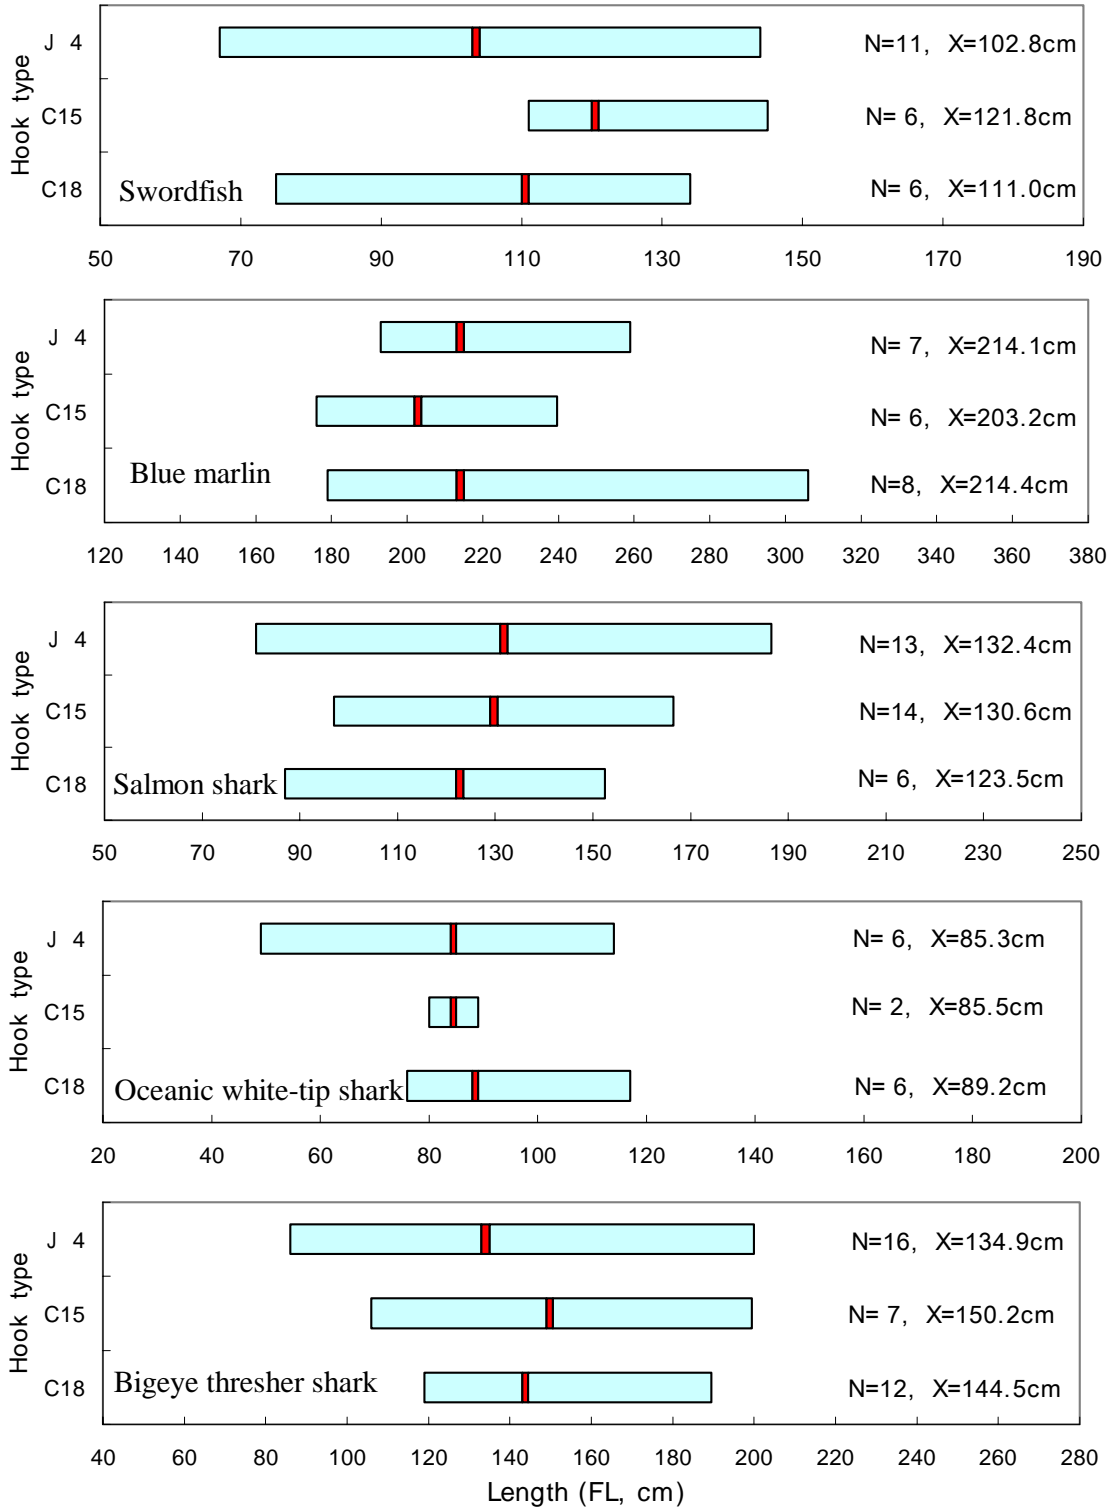 Hook type
J 4
N=11, X=102.8cm
C15
N= 6, X=121.8cm
C18
Swordfish
N= 6, X=111.0cm
50 70 90 110 130 150 170 190
Hook type
J 4
N= 7, X=214.1cm
C15
N= 6, X=203.2cm
C18
Blue marlin
N=8, X=214.4cm
120 140 160 180 200 220 240 260 280 300 320 340 360 380
Hook type
J 4
N=13, X=132.4cm
C15
N=14, X=130.6cm
C18
Salmon shark
N= 6, X=123.5cm
50 70 90 110 130 150 170 190 210 230 250
Hook type
J 4
N= 6, X=85.3cm
C15
N= 2, X=85.5cm
C18
Oceanic white-tip shark
N= 6, X=89.2cm
20 40 60 80 100 120 140 160 180 200
Hook type
J 4
N=16, X=134.9cm
C15
N= 7, X=150.2cm
C18
Bigeye thresher shark
N=12, X=144.5cm
40 60 80 100 120 140 160 180 200 220 240 260 280
Length (FL, cm)